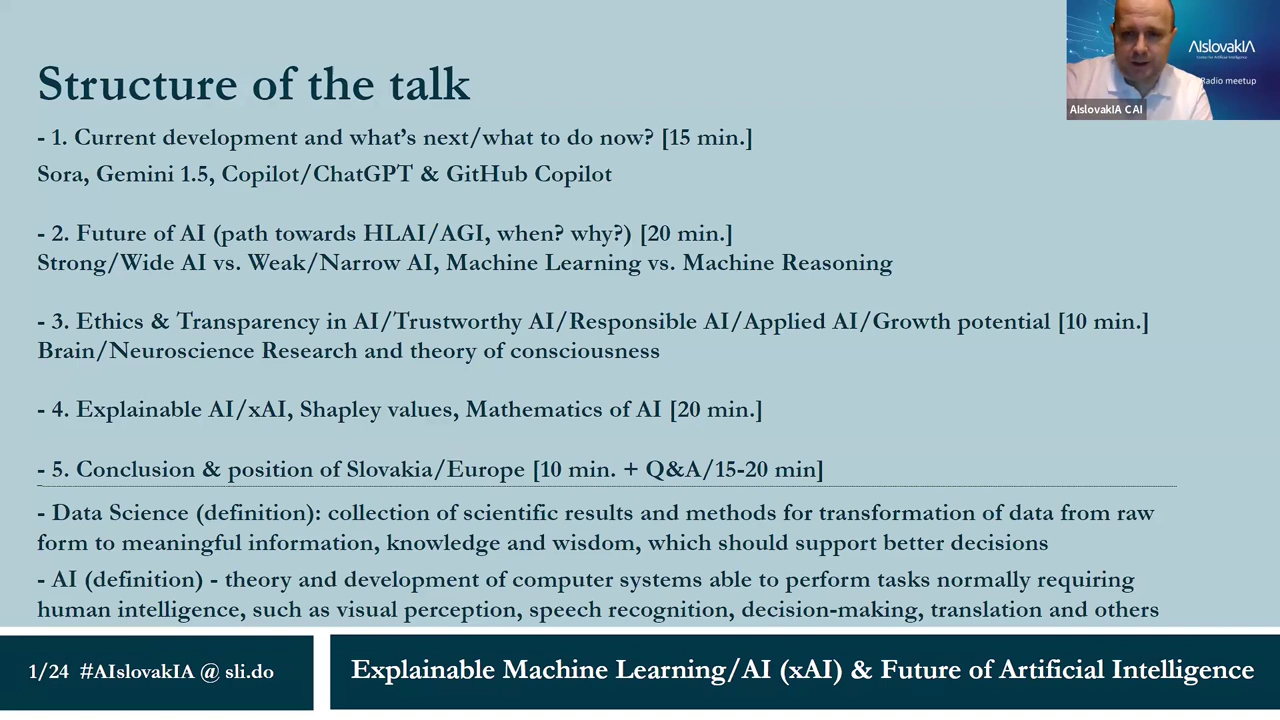 AIslovakIA
Radio meetup
AIslovakIA CAI
Structure of the talk
- 1. Current development and what’s next/what to do now? [15 min.]
Sora, Gemini 1.5, Copilot/ChatGPT & GitHub Copilot
- 2. Future of AI (path towards HLAI/AGI, when? why?) [20 min.]
Strong/Wide AI vs. Weak/Narrow AI, Machine Learning vs. Machine Reasoning
- 3. Ethics & Transparency in AI/Trustworthy AI/Responsible AI/Applied AI/Growth potential [10 min.]
Brain/Neuroscience Research and theory of consciousness
- 4. Explainable AI/xAI, Shapley values, Mathematics of AI [20 min.]
- 5. Conclusion & position of Slovakia/Europe [10 min. + Q&A/15-20 min]
- Data Science (definition): collection of scientific results and methods for transformation of data from raw
form to meaningful information, knowledge and wisdom, which should support better decisions
- AI (definition) - theory and development of computer systems able to perform tasks normally requiring
human intelligence, such as visual perception, speech recognition, decision-making, translation and others
1/24 #AIslovakIA @ sli.do
Explainable Machine Learning/AI (xAI) & Future of Artificial Intelligence